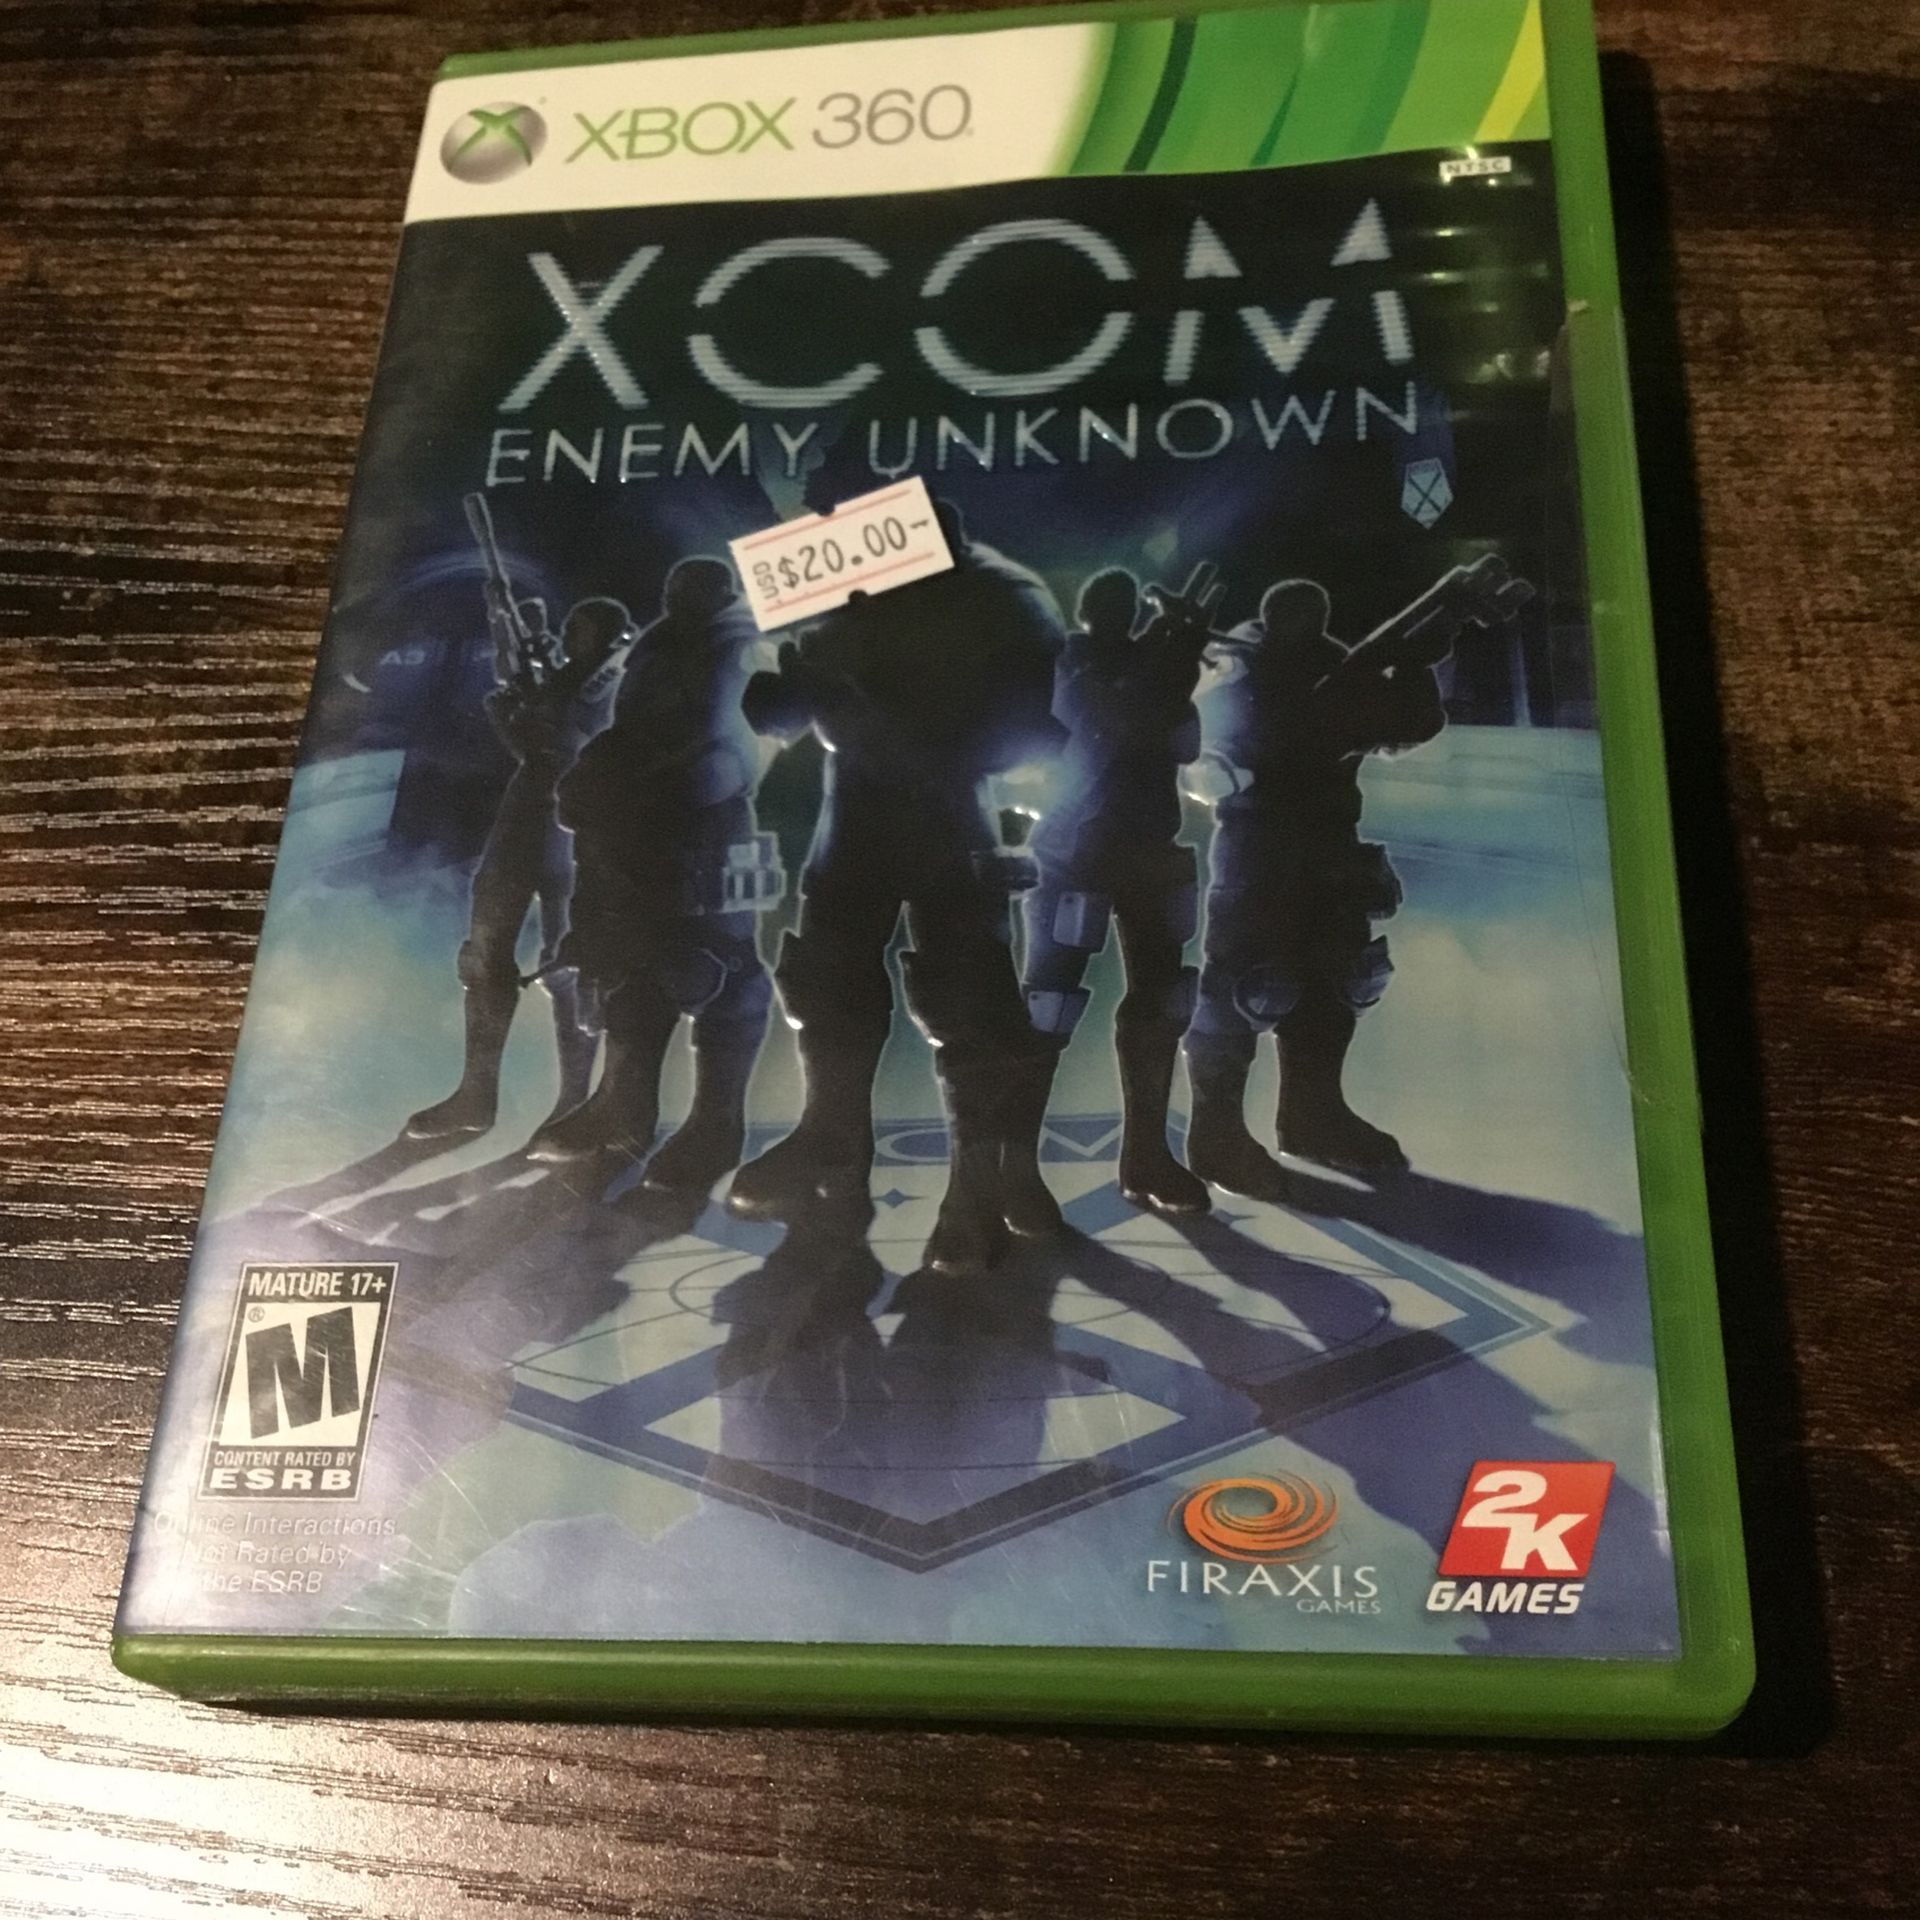 XBOX 360
NTSC
XCOM
ENEMY UNKNOWN
USD $20.00
MATURE 17+
M
CONTENT RATED BY
ESRB
Online Interactions
Not Rated by
the ESRB
FIRAXIS
GAMES
2K
GAMES